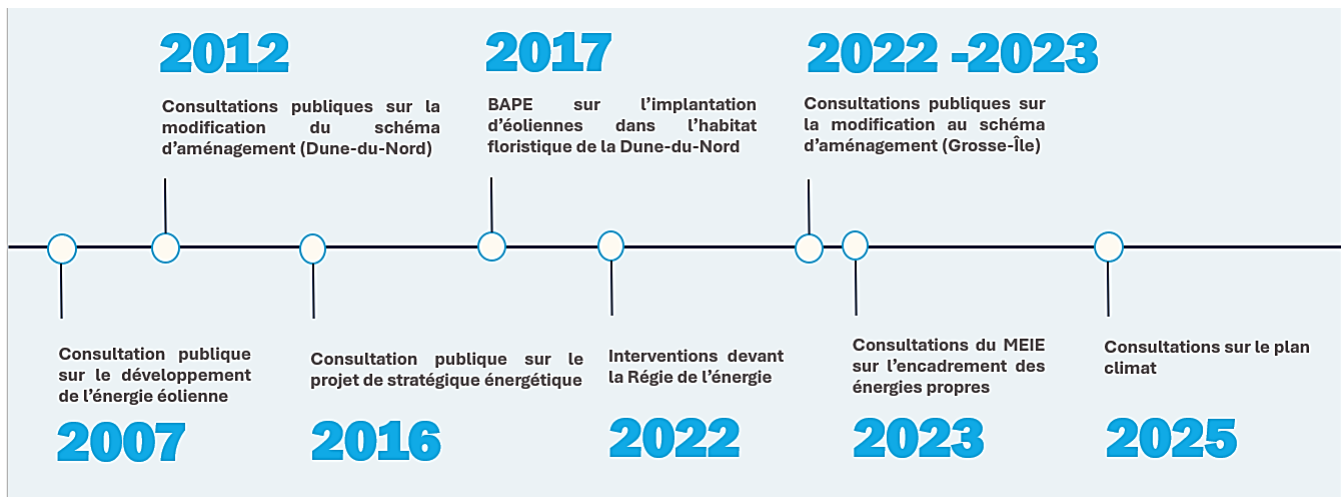 2012
Consultations publiques sur la
modification du schéma
d’aménagement (Dune-du-Nord)
2017
BAPE sur l’implantation
d’éoliennes dans l’habitat
floristique de la Dune-du-Nord
2022 -2023
Consultations publiques sur
la modification au schéma
d’aménagement (Grosse-Île)
Consultation publique
sur le développement
de l’énergie éolienne
2007
Consultation publique sur le
projet de stratégique énergétique
2016
Interventions devant
la Régie de l’énergie
2022
Consultations du MEIE
sur l’encadrement des
énergies propres
2023
Consultations sur le plan
climat
2025